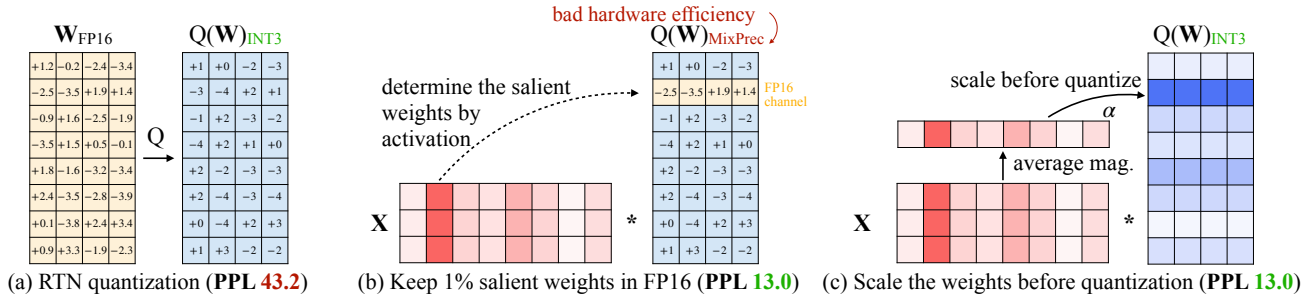 W_FP16
Q(W)_INT3
+1.2 −0.2 −2.4 −3.4
−2.5 −3.5 +1.9 +1.4
−0.9 +1.6 −2.5 −1.9
−3.5 +1.5 +0.5 −0.1
+1.8 −1.6 −3.2 −3.4
+2.4 −3.5 −2.8 −3.9
+0.1 −3.8 +2.4 +3.4
+0.9 +3.3 −1.9 −2.3
Q
+1 +0 −2 −3
−3 −4 +2 +1
−1 +2 −3 −2
−4 +2 +1 +0
+2 −2 −3 −3
+2 −4 −3 −4
+0 −4 +2 +3
+1 +3 −2 −2
(a) RTN quantization (PPL 43.2)
bad hardware efficiency
Q(W)_MixPrec
determine the salient
weights by
activation
+1 +0 −2 −3
−2.5 −3.5 +1.9 +1.4
FP16
channel
−1 +2 −3 −2
−4 +2 +1 +0
+2 −2 −3 −3
+2 −4 −3 −4
+0 −4 +2 +3
+1 +3 −2 −2
X
*
(b) Keep 1% salient weights in FP16 (PPL 13.0)
Q(W)_INT3
scale before quantize
α
average mag.
X
*
(c) Scale the weights before quantization (PPL 13.0)